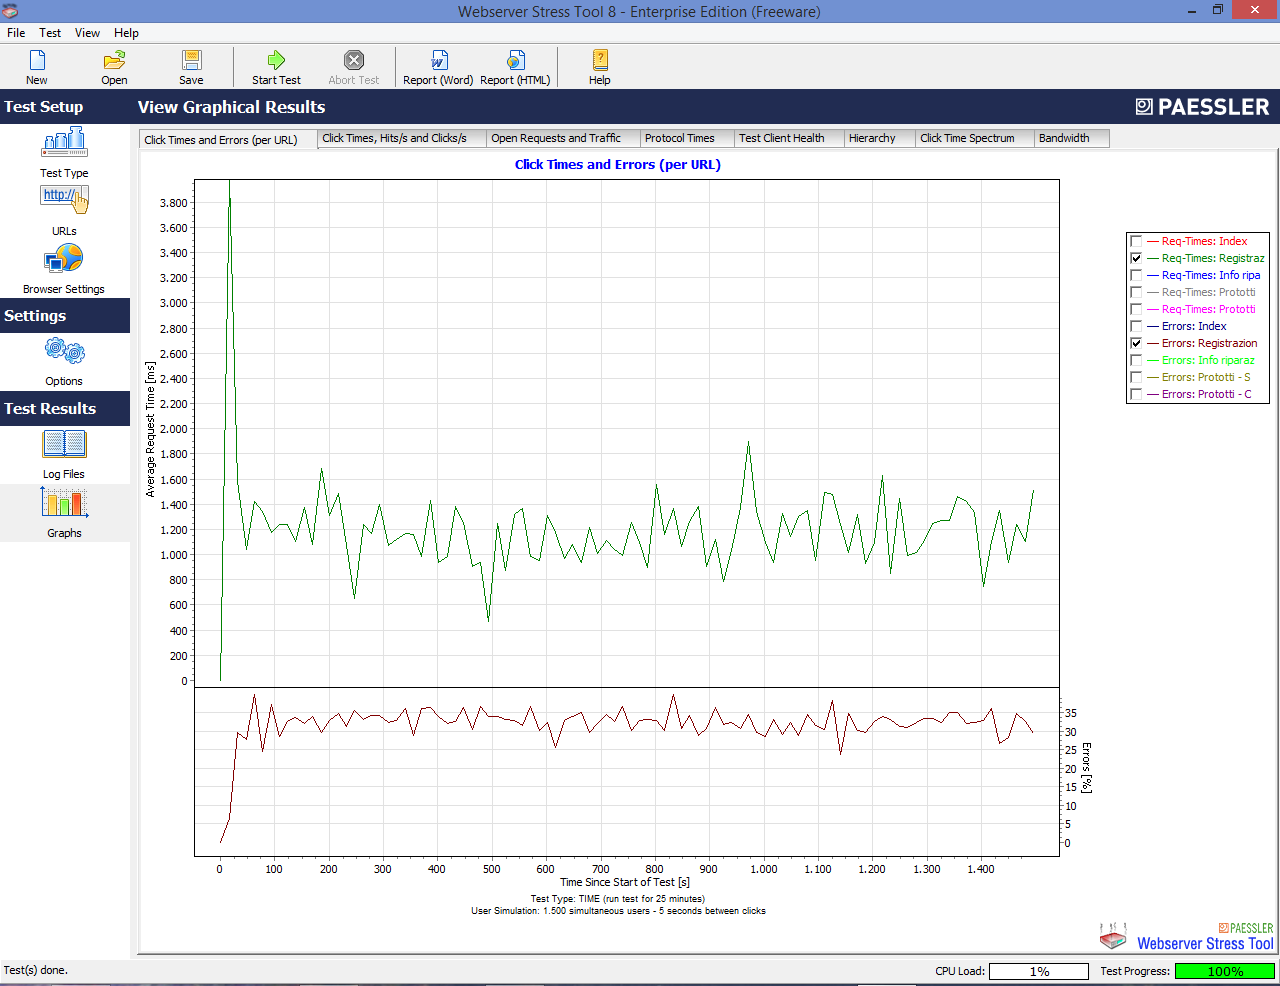 Webserver Stress Tool 8 - Enterprise Edition (Freeware)
File Test View Help
New Open Save Start Test Abort Test Report (Word) Report (HTML) Help
Test Setup
View Graphical Results
PAESSLER
Test Type
http://
URLs
Browser Settings
Settings
Options
Test Results
Log Files
Graphs
Click Times and Errors (per URL) Click Times, Hits/s and Clicks/s Open Requests and Traffic Protocol Times Test Client Health Hierarchy Click Time Spectrum Bandwidth
Click Times and Errors (per URL)
Average Request Time [ms]
3.800
3.600
3.400
3.200
3.000
2.800
2.600
2.400
2.200
2.000
1.800
1.600
1.400
1.200
1.000
800
600
400
200
0
35
30
25
20
15
10
5
0
Errors [%]
0 100 200 300 400 500 600 700 800 900 1.000 1.100 1.200 1.300 1.400
Time Since Start of Test [s]
Test Type: TIME (run test for 25 minutes)
User Simulation: 1.500 simultaneous users - 5 seconds between clicks
Req-Times: Index
Req-Times: Registraz
Req-Times: Info ripa
Req-Times: Prototti
Req-Times: Prototti
Errors: Index
Errors: Registrazion
Errors: Info riparaz
Errors: Prototti - S
Errors: Prototti - C
PAESSLER
Webserver Stress Tool
Test(s) done.
CPU Load: 1% Test Progress: 100%